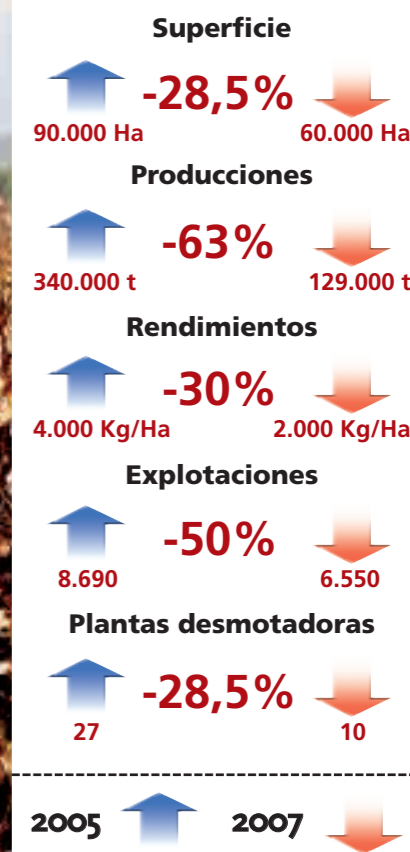 Superficie
-28,5%
90.000 Ha 60.000 Ha
Producciones
-63%
340.000 t 129.000 t
Rendimientos
-30%
4.000 Kg/Ha 2.000 Kg/Ha
Explotaciones
-50%
8.690 6.550
Plantas desmotadoras
-28,5%
27 10
2005 2007